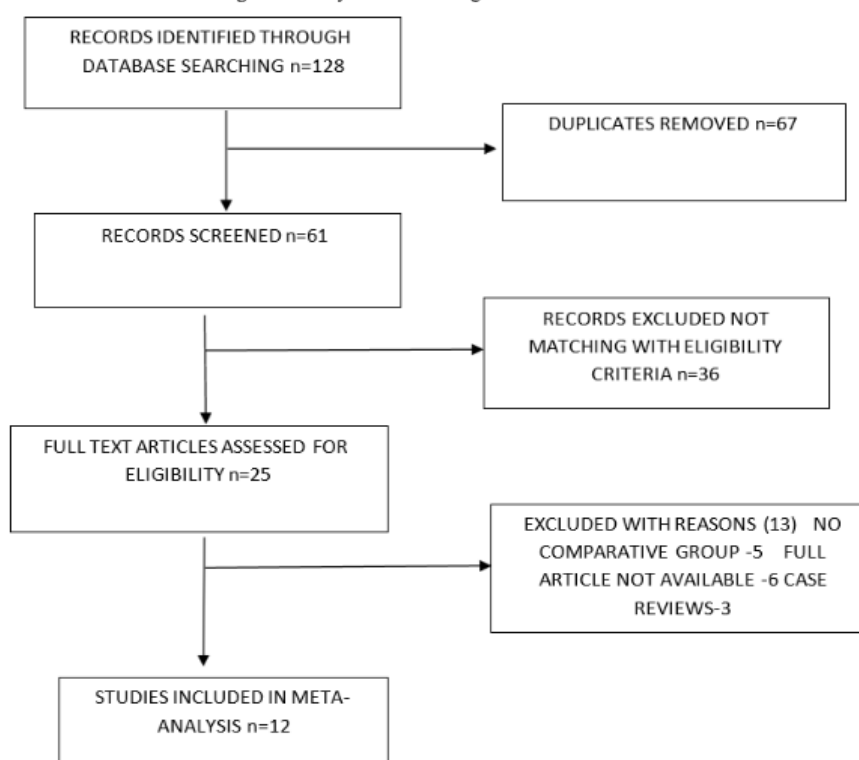 RECORDS IDENTIFIED THROUGH
DATABASE SEARCHING n=128
DUPLICATES REMOVED n=67
RECORDS SCREENED n=61
RECORDS EXCLUDED NOT
MATCHING WITH ELIGIBILITY
CRITERIA n=36
FULL TEXT ARTICLES ASSESSED FOR
ELIGIBILITY n=25
EXCLUDED WITH REASONS (13) NO
COMPARATIVE GROUP -5 FULL
ARTICLE NOT AVAILABLE -6 CASE
REVIEWS-3
STUDIES INCLUDED IN META-
ANALYSIS n=12